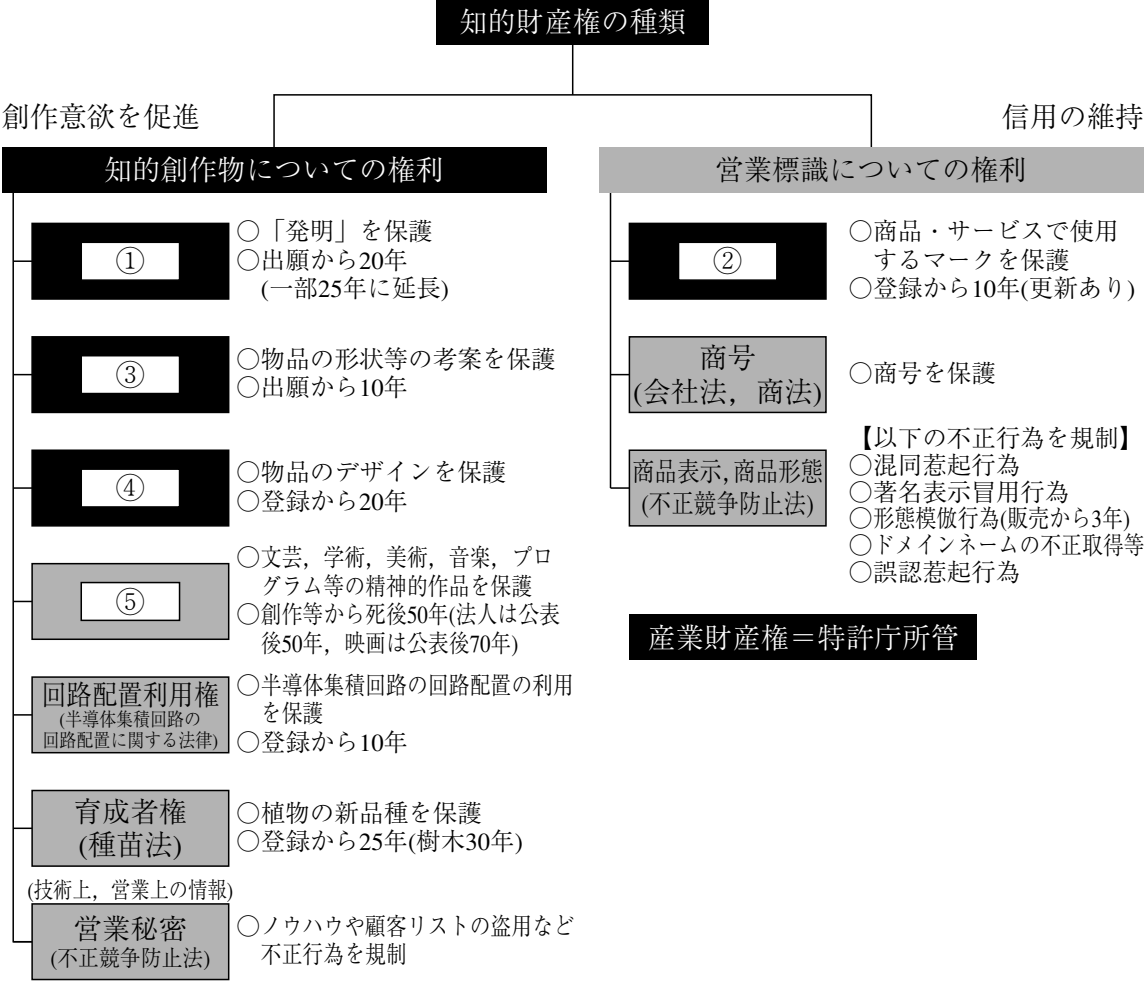 知的財産権の種類
創作意欲を促進
信用の維持
知的創作物についての権利
①
○「発明」を保護
○出願から20年
(一部25年に延長)
③
○物品の形状等の考案を保護
○出願から10年
④
○物品のデザインを保護
○登録から20年
⑤
○文芸，学術，美術，音楽，プロ
グラム等の精神的作品を保護
○創作等から死後50年(法人は公表
後50年，映画は公表後70年)
回路配置利用権
(半導体集積回路の
回路配置に関する法律)
○半導体集積回路の回路配置の利用
を保護
○登録から10年
育成者権
(種苗法)
○植物の新品種を保護
○登録から25年(樹木30年)
(技術上，営業上の情報)
営業秘密
(不正競争防止法)
○ノウハウや顧客リストの盗用など
不正行為を規制
営業標識についての権利
②
○商品・サービスで使用
するマークを保護
○登録から10年(更新あり)
商号
(会社法，商法)
○商号を保護
商品表示，商品形態
(不正競争防止法)
【以下の不正行為を規制】
○混同惹起行為
○著名表示冒用行為
○形態模倣行為(販売から3年)
○ドメインネームの不正取得等
○誤認惹起行為
産業財産権＝特許庁所管